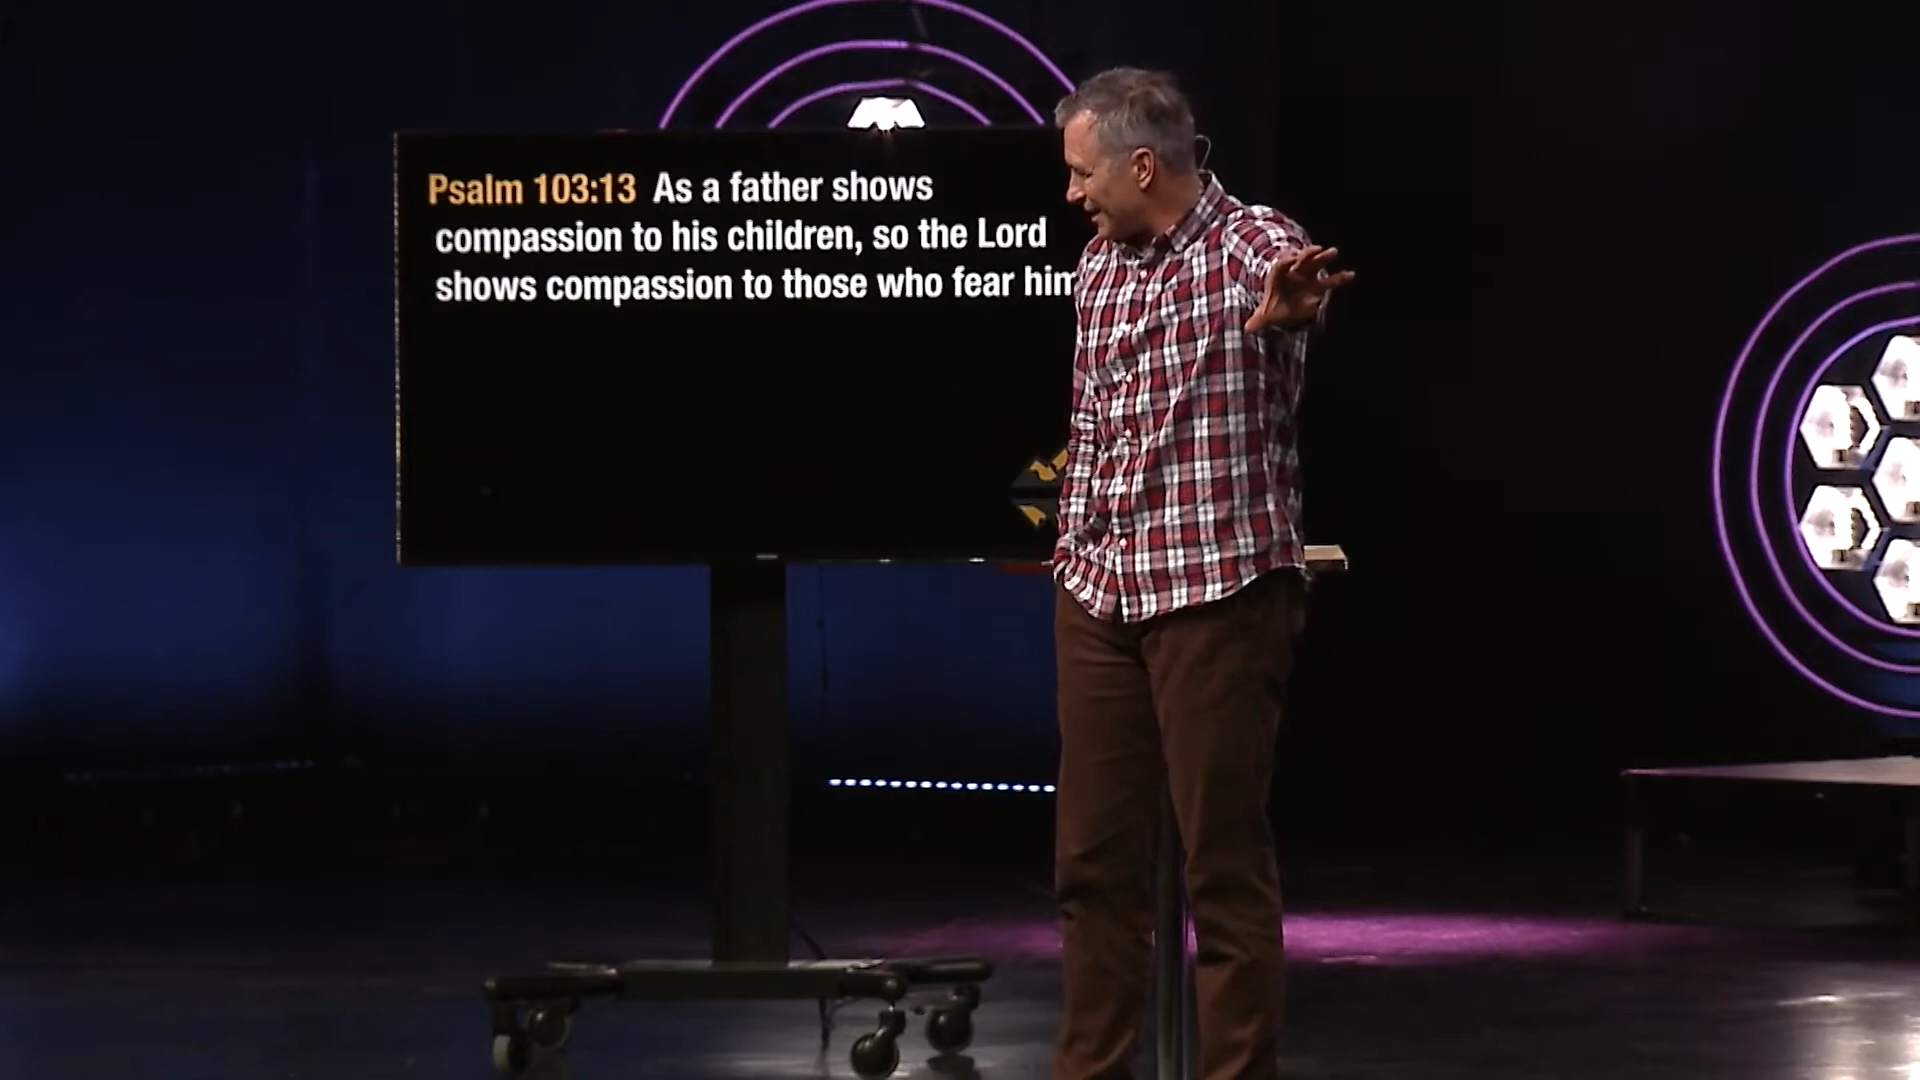 Psalm 103:13 As a father shows
compassion to his children, so the Lord
shows compassion to those who fear him